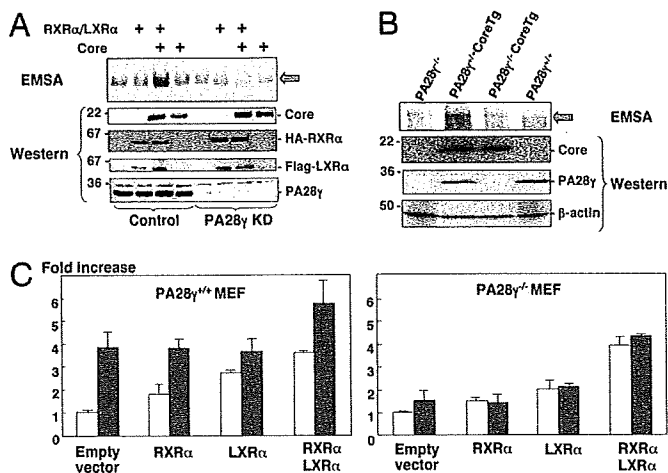 A
RXRα/LXRα + + + +
Core + + + +
EMSA
22
Core
67
HA-RXRα
Western
67
Flag-LXRα
36
PA28γ
Control PA28γ KD
B
PA28γ-/- PA28γ+/+CoreTg PA28γ-/-CoreTg PA28γ+/+
EMSA
22
Core
36
PA28γ
Western
50
β-actin
C
Fold Increase
PA28γ+/+ MEF
6
5
4
3
2
1
0
Empty vector RXRα LXRα RXRα LXRα
PA28γ-/- MEF
6
5
4
3
2
1
0
Empty vector RXRα LXRα RXRα LXRα